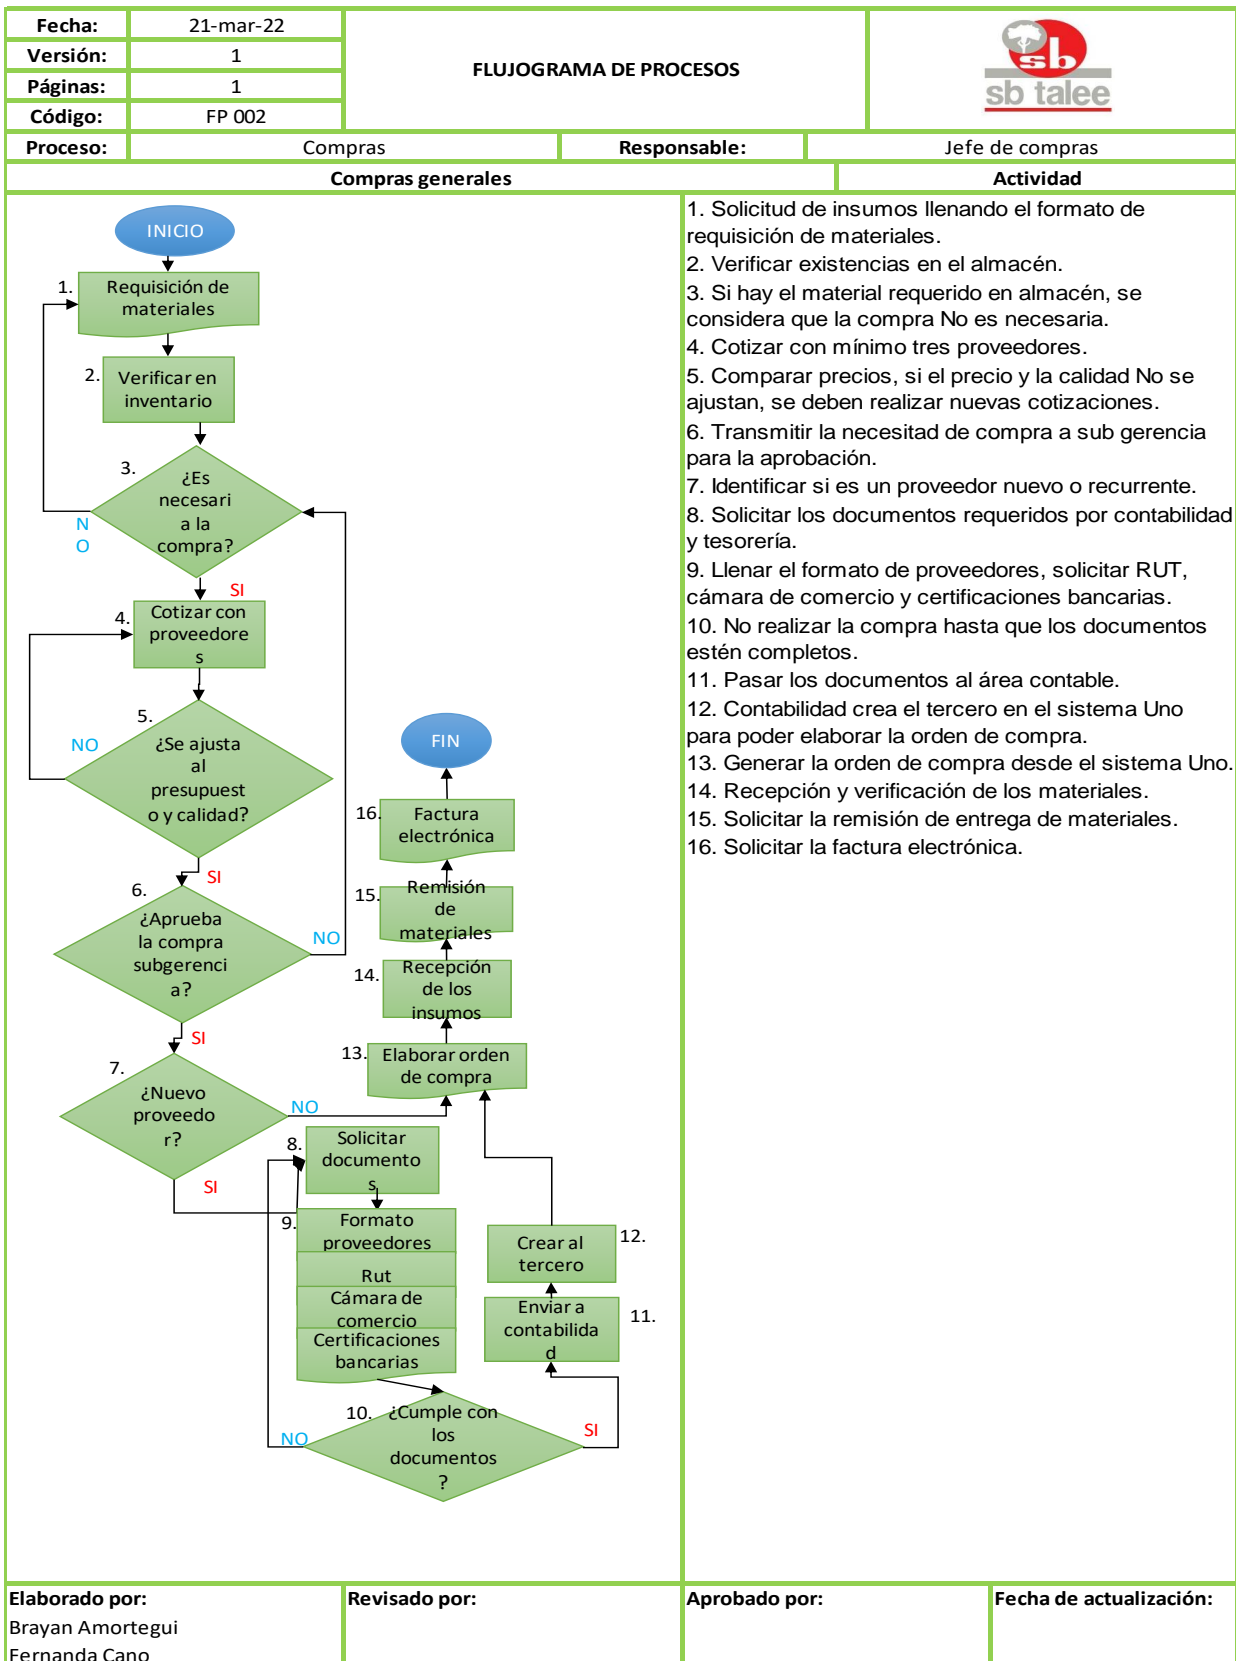 Fecha: 21-mar-22
Versión: 1
Páginas: 1
Código: FP 002
FLUJOGRAMA DE PROCESOS
sb
sb talee
Proceso: Compras Responsable: Jefe de compras
Compras generales Actividad
INICIO
1. Requisición de
materiales
2. Verificar en
inventario
3. ¿Es
necesari
a la
compra?
N
O
SI
4. Cotizar con
proveedore
s
5. ¿Se ajusta
al
presupuest
o y calidad?
NO
SI
6. ¿Aprueba
la compra
subgerenci
a?
NO
SI
7. ¿Nuevo
proveedo
r?
NO
SI
8. Solicitar
documento
s
9. Formato
proveedores
Rut
Cámara de
comercio
Certificaciones
bancarias
10. ¿Cumple con
los
documentos
?
NO
SI
11. Enviar a
contabilida
d
12. Crear al
tercero
13. Elaborar orden
de compra
14. Recepción
de los
insumos
15. Remisión
de
materiales
16. Factura
electrónica
FIN
1. Solicitud de insumos llenando el formato de
requisición de materiales.
2. Verificar existencias en el almacén.
3. Si hay el material requerido en almacén, se
considera que la compra No es necesaria.
4. Cotizar con mínimo tres proveedores.
5. Comparar precios, si el precio y la calidad No se
ajustan, se deben realizar nuevas cotizaciones.
6. Transmitir la necesitad de compra a sub gerencia
para la aprobación.
7. Identificar si es un proveedor nuevo o recurrente.
8. Solicitar los documentos requeridos por contabilidad
y tesorería.
9. Llenar el formato de proveedores, solicitar RUT,
cámara de comercio y certificaciones bancarias.
10. No realizar la compra hasta que los documentos
estén completos.
11. Pasar los documentos al área contable.
12. Contabilidad crea el tercero en el sistema Uno
para poder elaborar la orden de compra.
13. Generar la orden de compra desde el sistema Uno.
14. Recepción y verificación de los materiales.
15. Solicitar la remisión de entrega de materiales.
16. Solicitar la factura electrónica.
Elaborado por: Revisado por: Aprobado por: Fecha de actualización:
Brayan Amortegui
Fernanda Cano